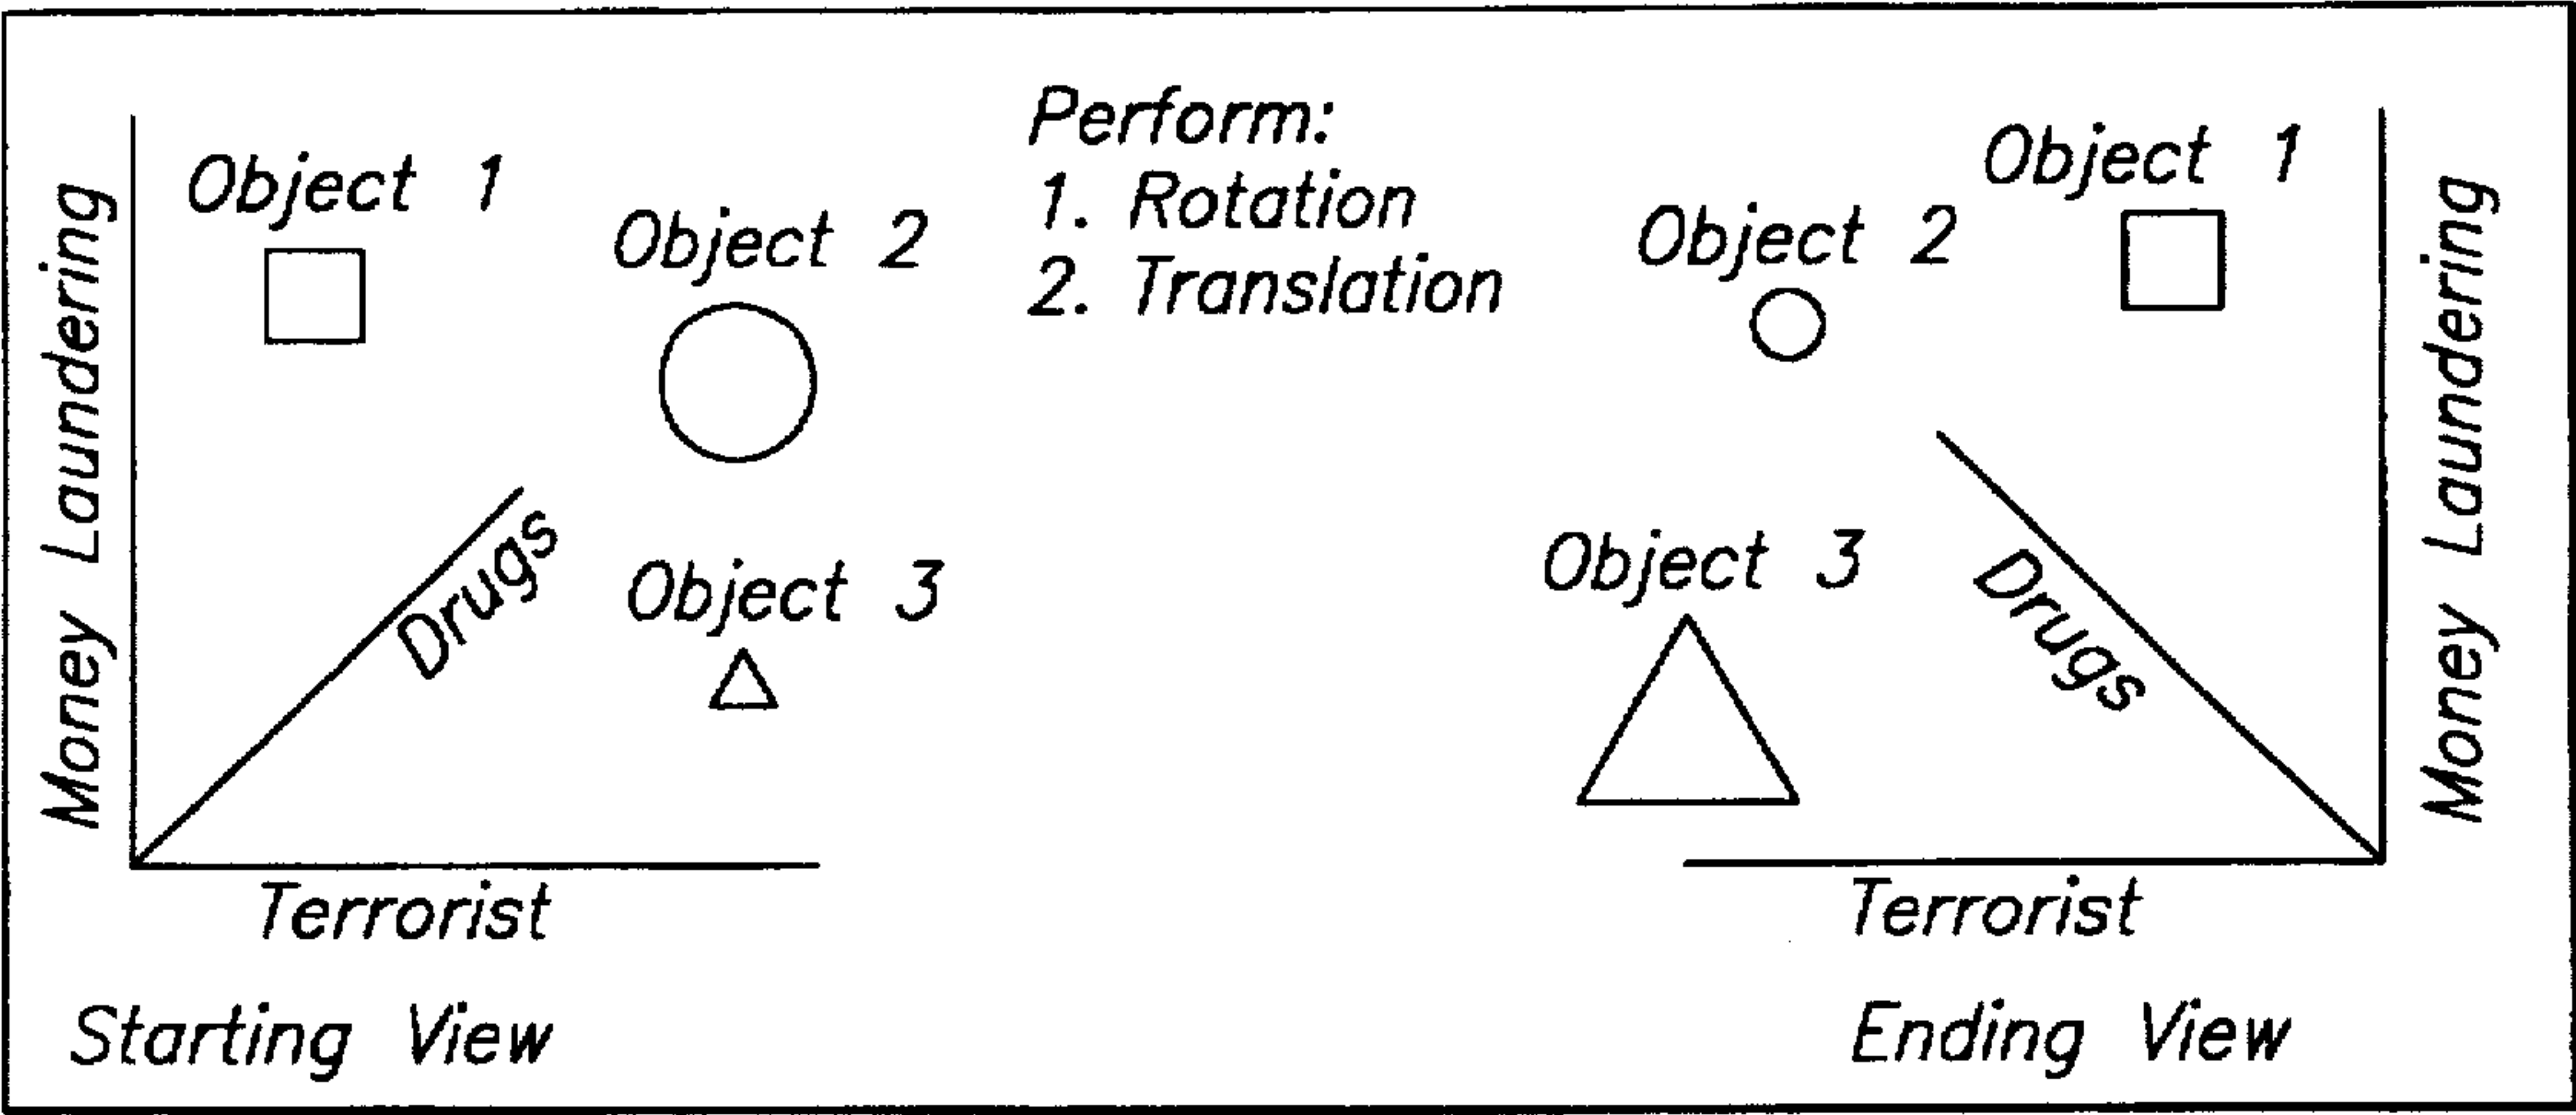 Perform:
1. Rotation
2. Translation
Object 1
Object 2
Object 3
Money Laundering
Drugs
Terrorist
Starting View
Object 1
Object 2
Object 3
Money Laundering
Drugs
Terrorist
Ending View